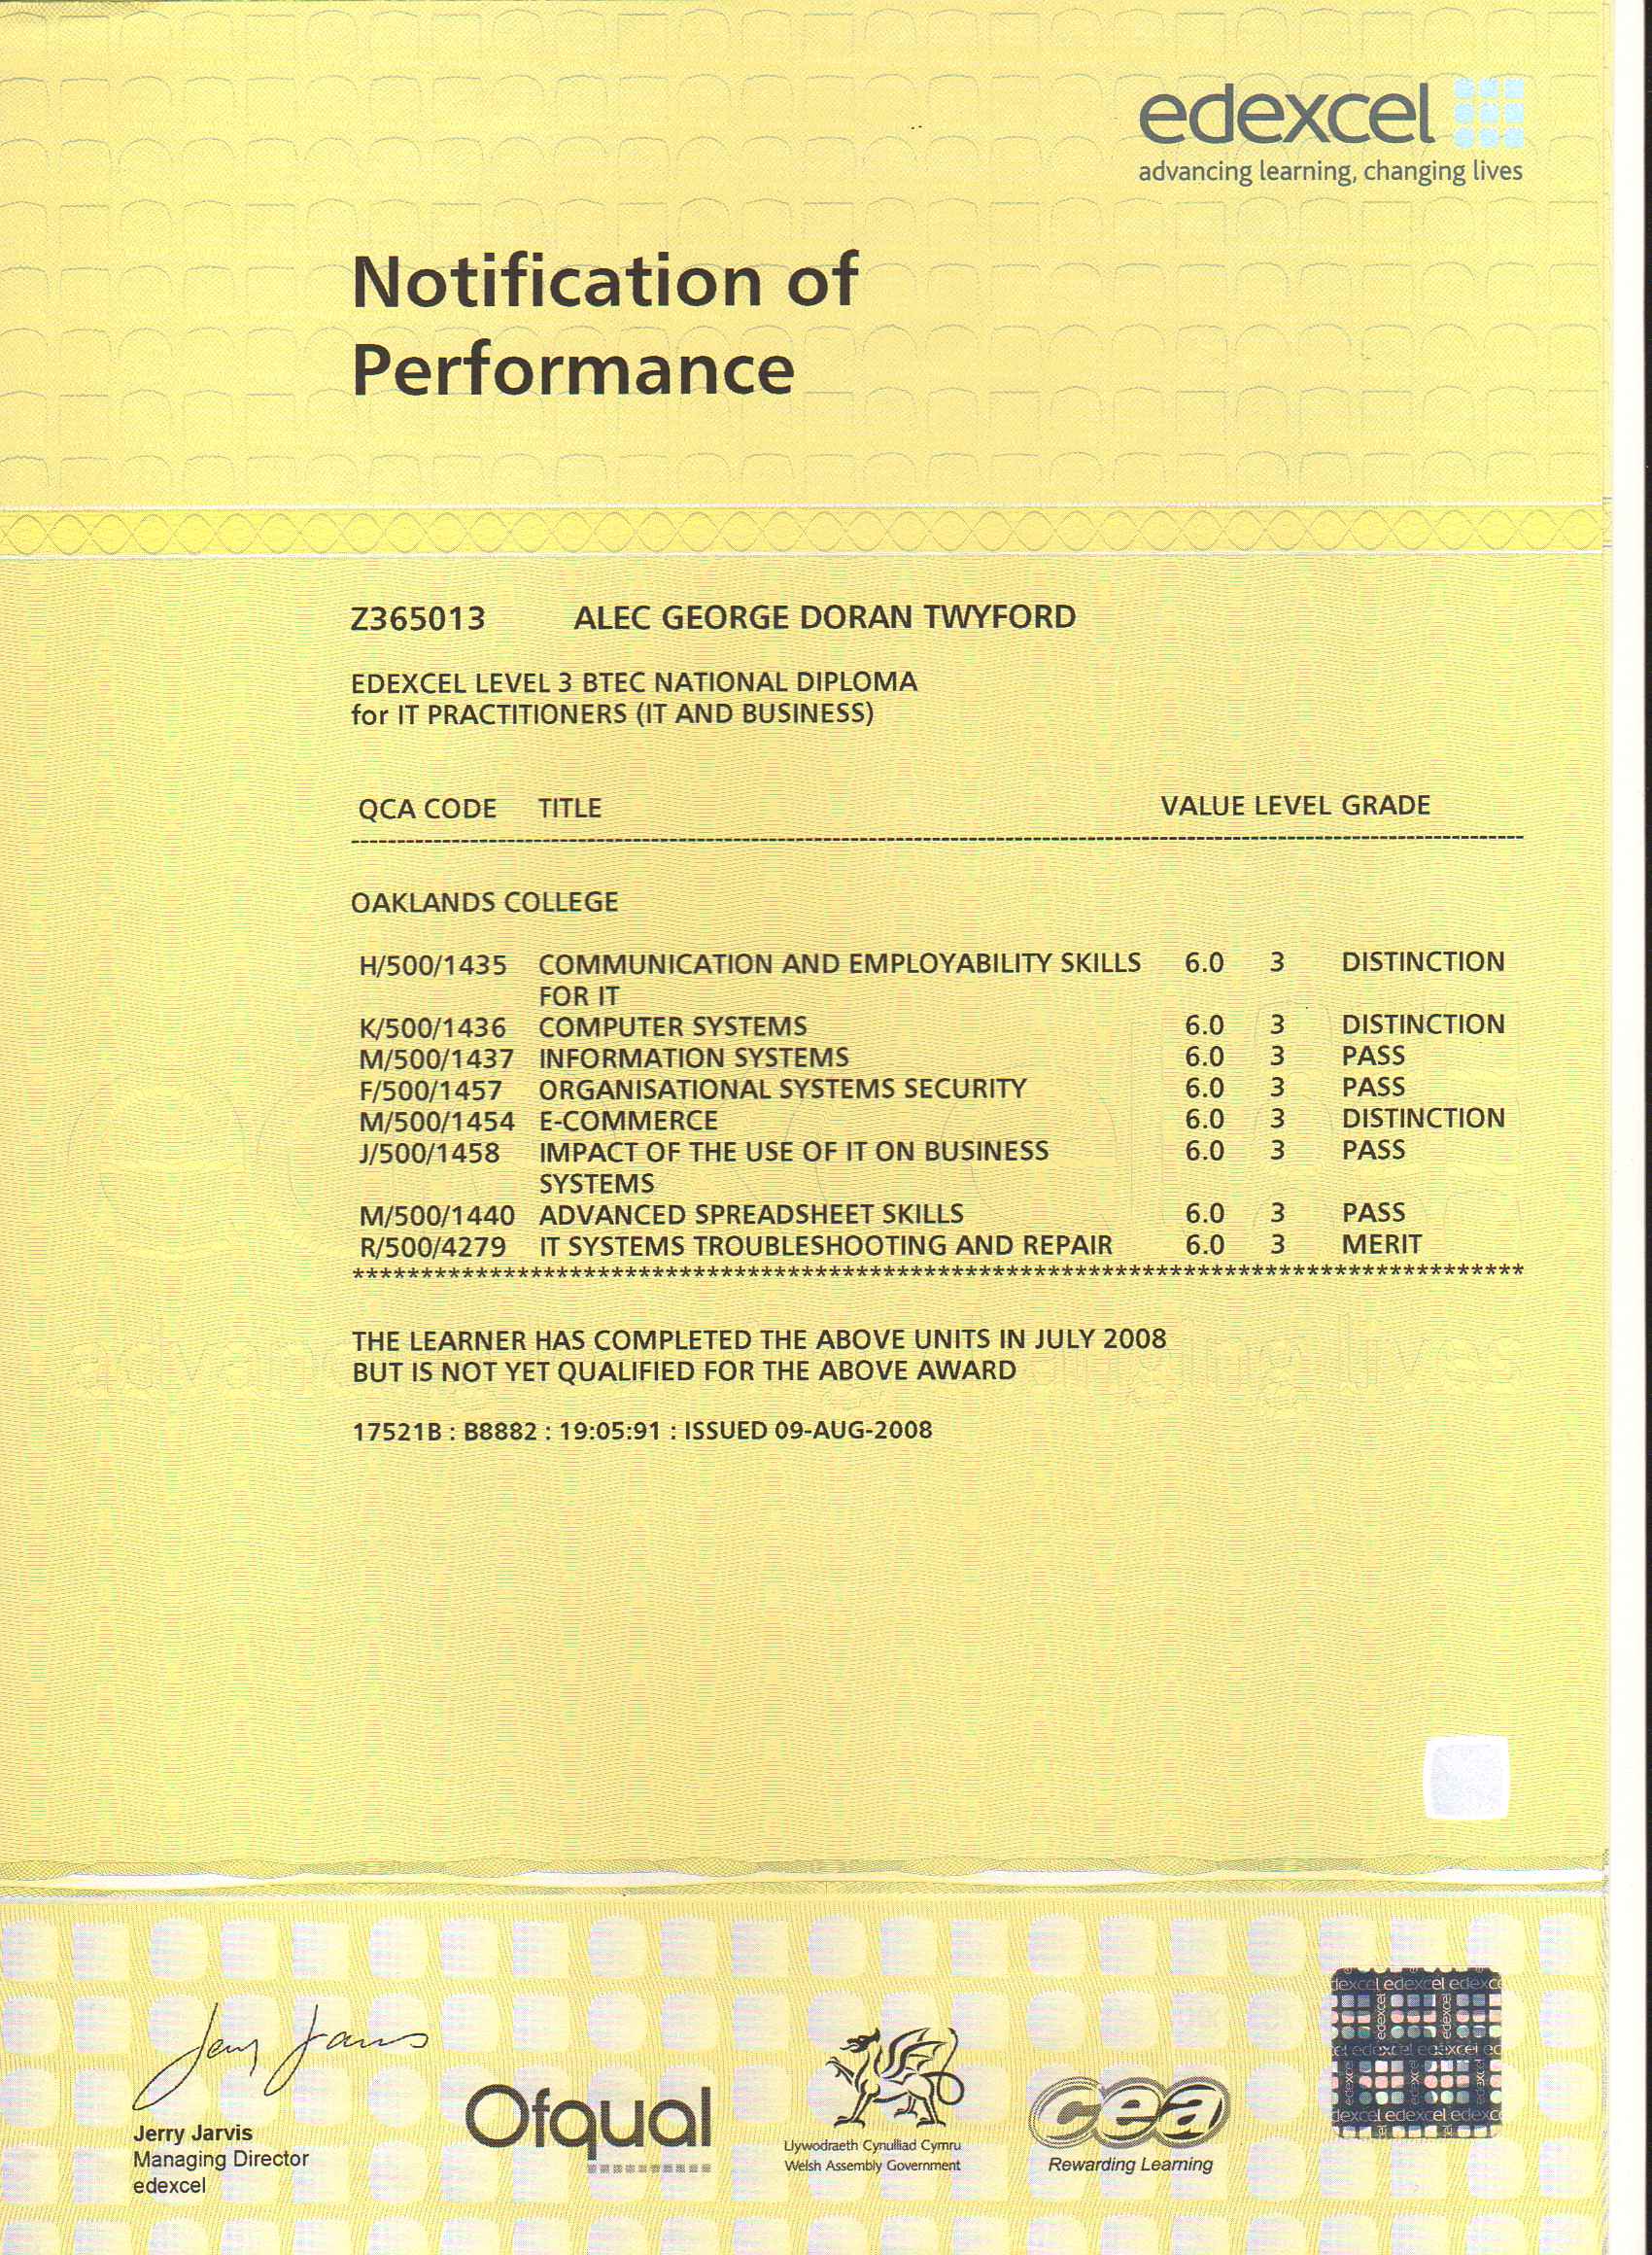 edexcel
advancing learning, changing lives
Notification of
Performance
Z365013 ALEC GEORGE DORAN TWYFORD
EDEXCEL LEVEL 3 BTEC NATIONAL DIPLOMA
for IT PRACTITIONERS (IT AND BUSINESS)
QCA CODE TITLE VALUE LEVEL GRADE
OAKLANDS COLLEGE
H/500/1435 COMMUNICATION AND EMPLOYABILITY SKILLS 6.0 3 DISTINCTION
FOR IT
K/500/1436 COMPUTER SYSTEMS 6.0 3 DISTINCTION
M/500/1437 INFORMATION SYSTEMS 6.0 3 PASS
F/500/1457 ORGANISATIONAL SYSTEMS SECURITY 6.0 3 PASS
M/500/1454 E-COMMERCE 6.0 3 DISTINCTION
J/500/1458 IMPACT OF THE USE OF IT ON BUSINESS 6.0 3 PASS
SYSTEMS
M/500/1440 ADVANCED SPREADSHEET SKILLS 6.0 3 PASS
R/500/4279 IT SYSTEMS TROUBLESHOOTING AND REPAIR 6.0 3 MERIT
THE LEARNER HAS COMPLETED THE ABOVE UNITS IN JULY 2008
BUT IS NOT YET QUALIFIED FOR THE ABOVE AWARD
17521B : B8882 : 19:05:91 : ISSUED 09-AUG-2008
Jerry Jarvis
Jerry Jarvis
Managing Director
edexcel
Ofqual
Llywodraeth Cynulliad Cymru
Welsh Assembly Government
cea
Rewarding Learning
edexcel edexcel